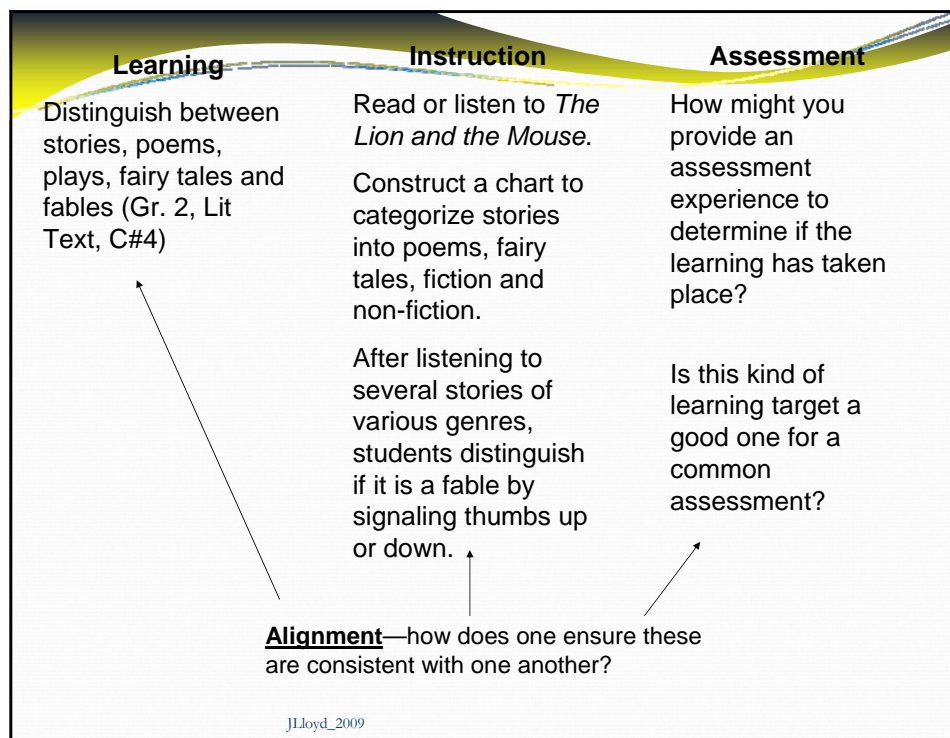 Learning
Distinguish between
stories, poems,
plays, fairy tales and
fables (Gr. 2, Lit
Text, C#4)
Instruction
Read or listen to The
Lion and the Mouse.
Construct a chart to
categorize stories
into poems, fairy
tales, fiction and
non-fiction.
After listening to
several stories of
various genres,
students distinguish
if it is a fable by
signaling thumbs up
or down.
Assessment
How might you
provide an
assessment
experience to
determine if the
learning has taken
place?
Is this kind of
learning target a
good one for a
common
assessment?
Alignment—how does one ensure these
are consistent with one another?
JLloyd_2009